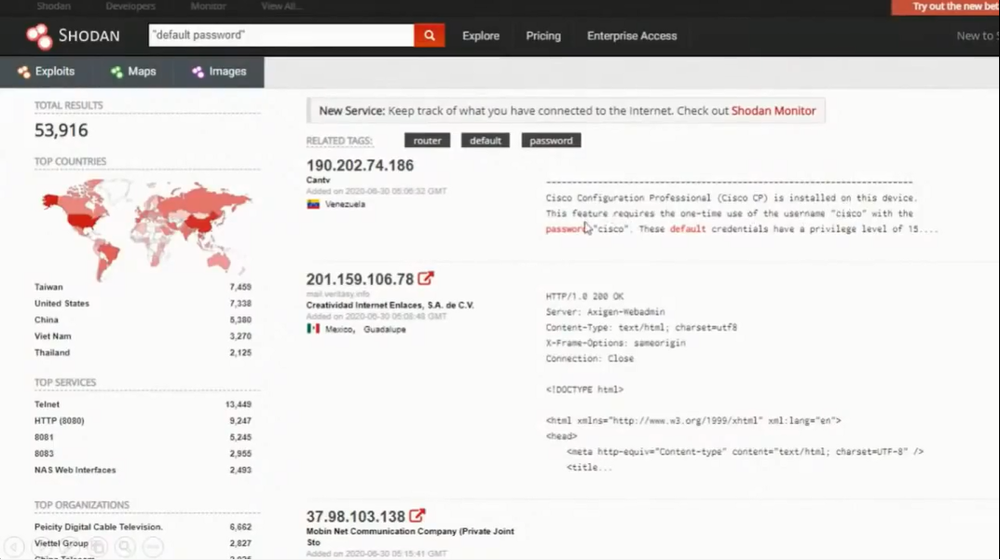 Shodan Developers Monitor View All...
Try out the new bet
SHODAN
"default password"
Explore Pricing Enterprise Access
New to S
Exploits Maps Images
TOTAL RESULTS
53,916
TOP COUNTRIES
Taiwan 7,459
United States 7,338
China 5,380
Viet Nam 3,270
Thailand 2,125
TOP SERVICES
Telnet 13,449
HTTP (8080) 9,247
8081 5,245
8083 2,955
NAS Web Interfaces 2,493
TOP ORGANIZATIONS
Peicity Digital Cable Television. 6,662
Viettel Group 2,827
China Telecom
New Service: Keep track of what you have connected to the Internet. Check out Shodan Monitor
RELATED TAGS: router default password
190.202.74.186
Cantv
Added on 2020-06-30 05:06:32 GMT
Venezuela
--------------------------------------------------------------------------
Cisco Configuration Professional (Cisco CP) is installed on this device.
This feature requires the one-time use of the username "cisco" with the
password "cisco". These default credentials have a privilege level of 15....
201.159.106.78
mail.veritasy.info
Creatividad Internet Enlaces, S.A. de C.V.
Added on 2020-06-30 05:08:48 GMT
Mexico, Guadalupe
HTTP/1.0 200 OK
Server: Axigen-Webadmin
Content-Type: text/html; charset=utf8
X-Frame-Options: sameorigin
Connection: Close
<!DOCTYPE html>
<html xmlns="http://www.w3.org/1999/xhtml" xml:lang="en">
<head>
<meta http-equiv="Content-type" content="text/html; charset=UTF-8" />
<title...
37.98.103.138
Mobin Net Communication Company (Private Joint
Sto
Added on 2020-06-30 05:15:41 GMT